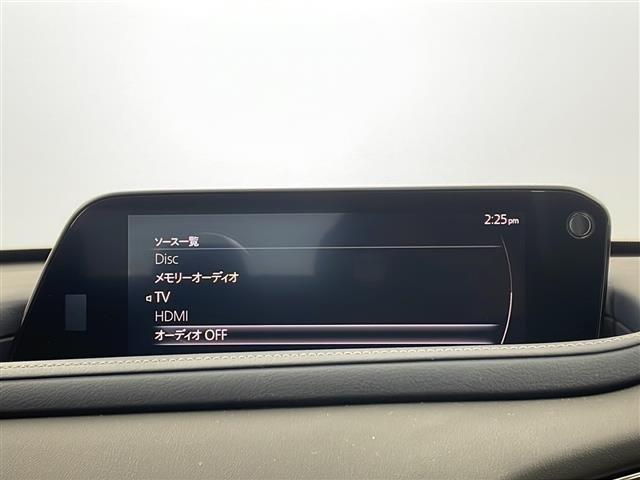 2:25pm
ソース一覧
Disc
メモリーオーディオ
TV
HDMI
オーディオ OFF